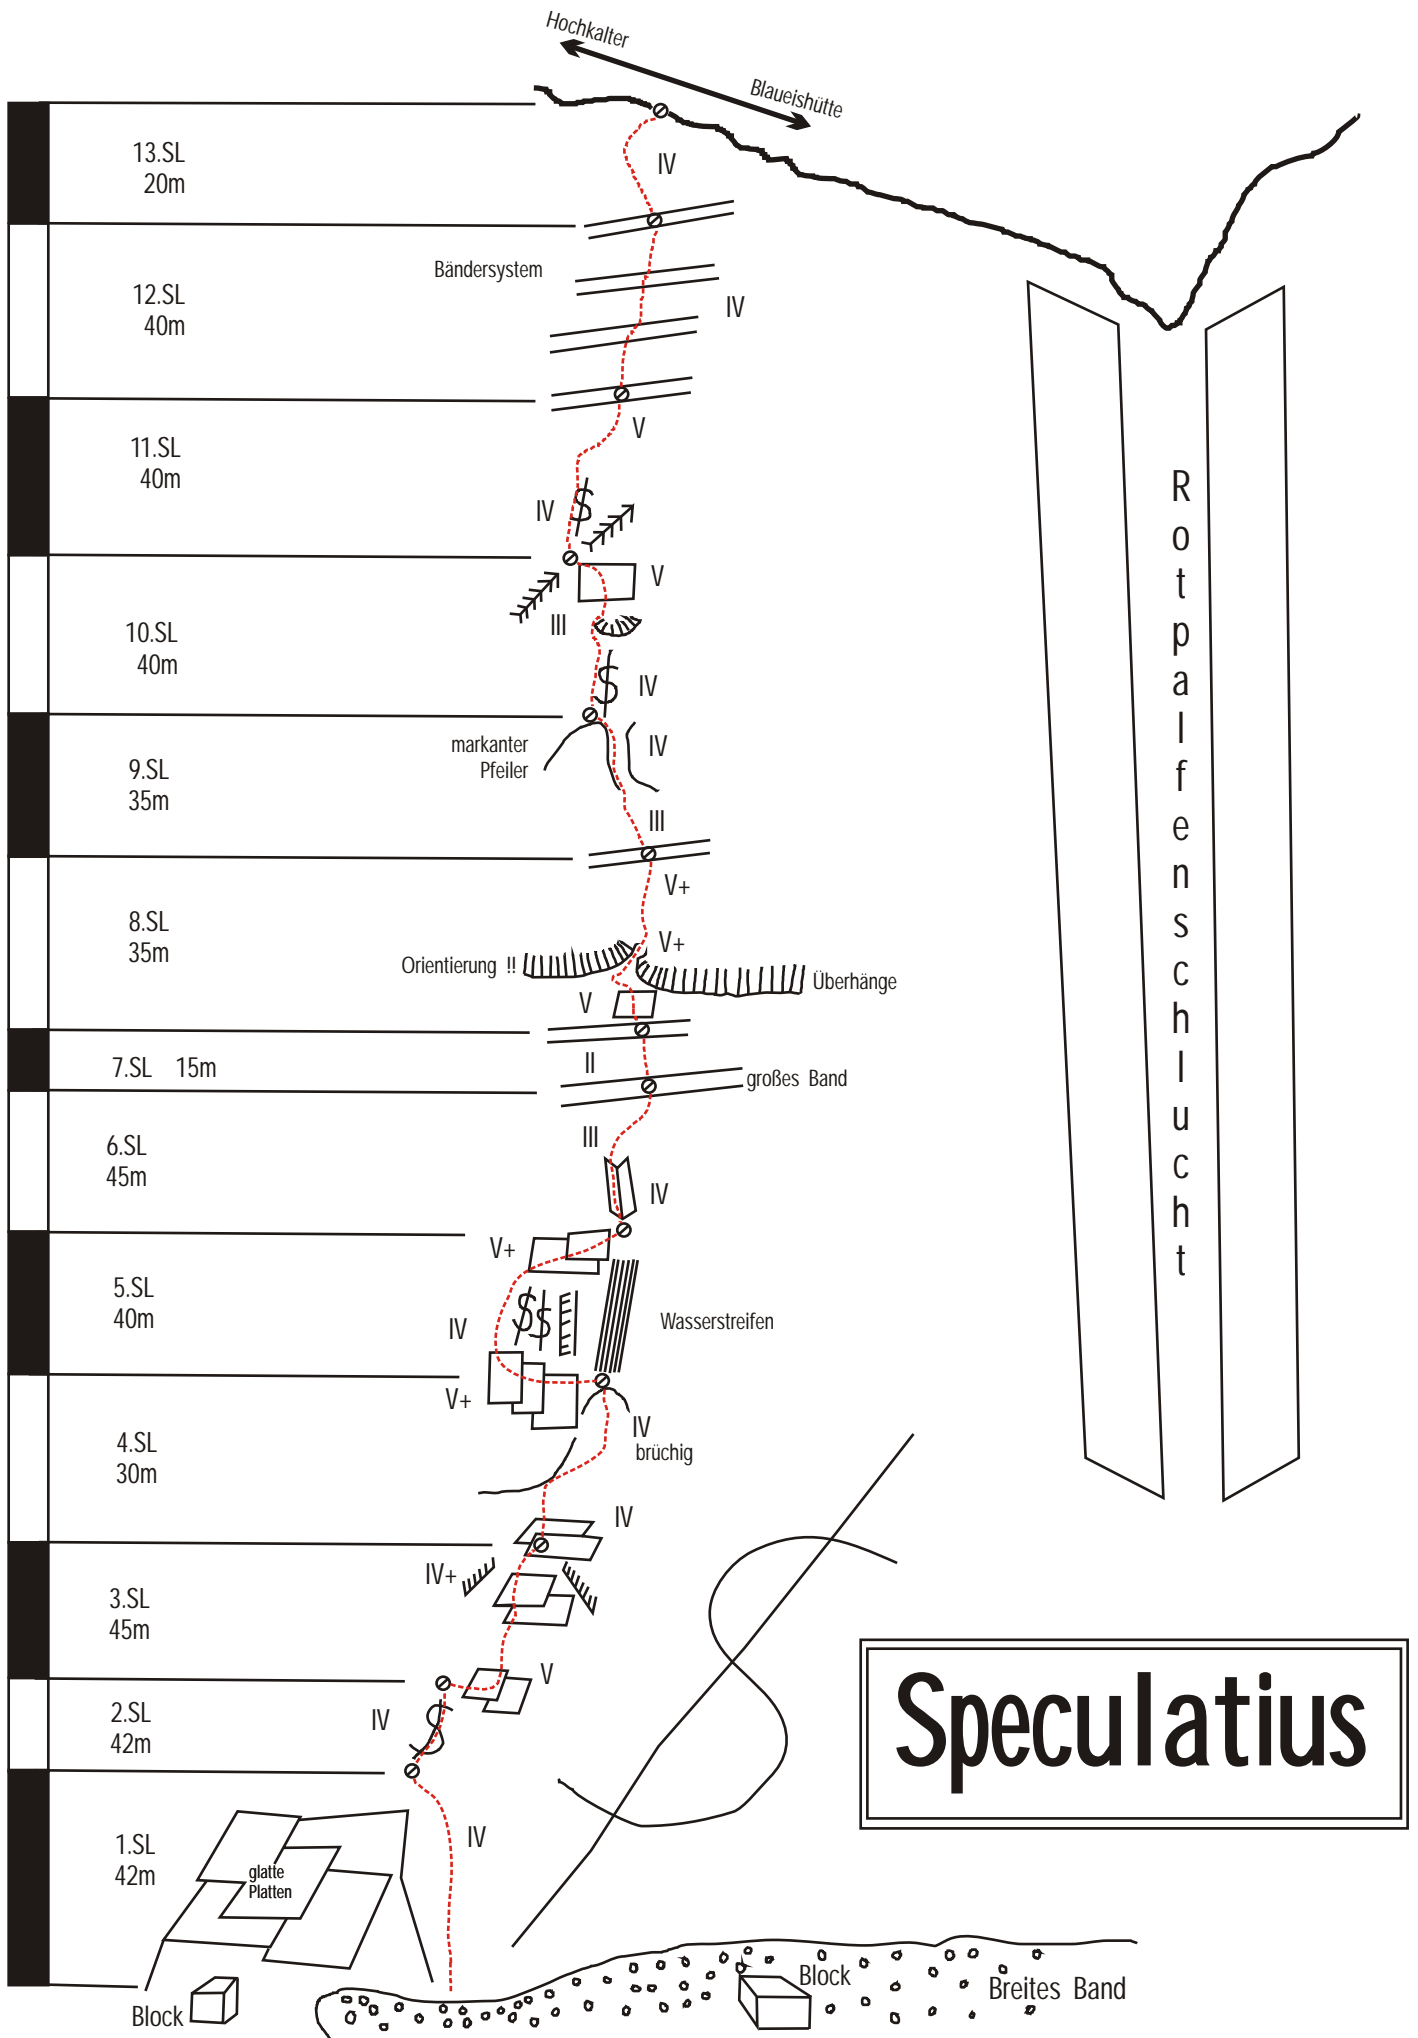 Hochkalter
Blaueishütte
13.SL
20m
IV
Bändersystem
12.SL
40m
IV
11.SL
40m
V
IV
10.SL
40m
V
III
IV
markanter
Pfeiler
9.SL
35m
IV
III
8.SL
35m
V+
V+
Orientierung !!
Überhänge
V
7.SL 15m
II
großes Band
6.SL
45m
III
IV
5.SL
40m
V+
IV
Wasserstreifen
V+
4.SL
30m
IV
brüchig
IV
3.SL
45m
IV+
V
2.SL
42m
IV
1.SL
42m
IV
glatte
Platten
Block
Block
Breites Band
Rotpalfenschlucht
Speculatius